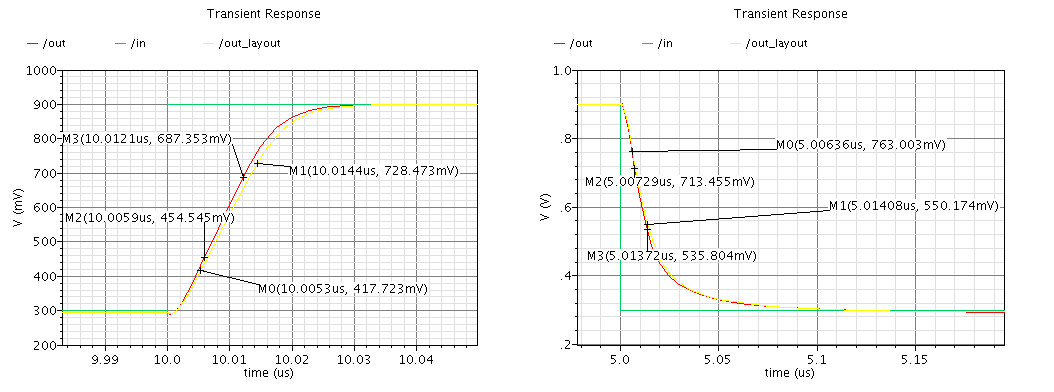 Transient Response
/out /in /out_layout
1000
900
800
700
600
500
400
300
200
V (mV)
M3(10.0121us, 687.353mV)
M1(10.0144us, 728.473mV)
M2(10.0059us, 454.545mV)
M0(10.0053us, 417.723mV)
9.99 10.0 10.01 10.02 10.03 10.04
time (us)
Transient Response
/out /in /out_layout
1.0
.8
.6
.4
.2
V (V)
M0(5.00636us, 763.003mV)
M2(5.00729us, 713.455mV)
M1(5.01408us, 550.174mV)
M3(5.01372us, 535.804mV)
5.0 5.05 5.1 5.15
time (us)